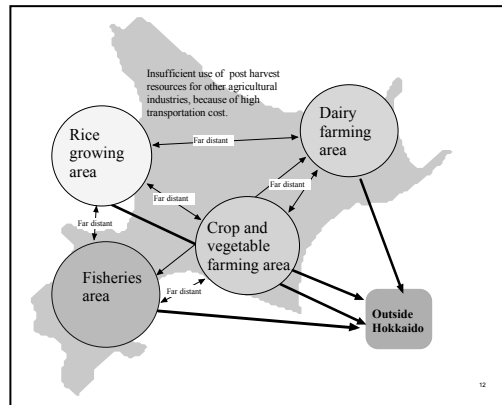 Insufficient use of post harvest
resources for other agricultural
industries, because of high
transportation cost.
Dairy
farming
area
Rice
growing
area
Far distant
Far distant
Far distant
Far distant
Crop and
vegetable
farming area
Fisheries
area
Far distant
Outside
Hokkaido
12